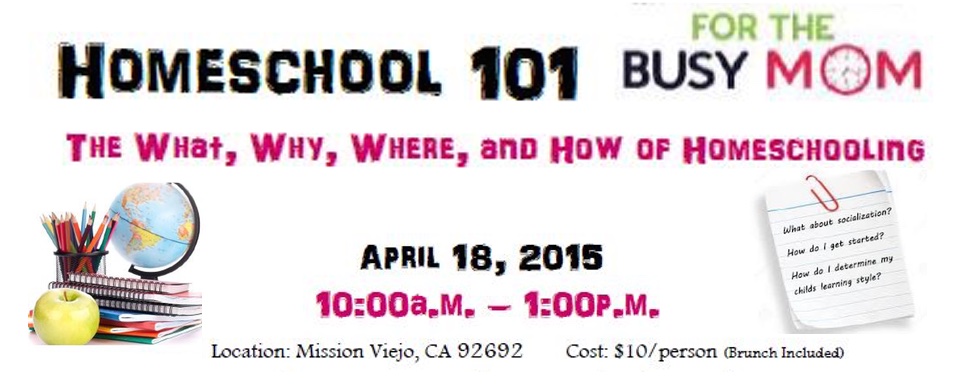 HOMESCHOOL 101
FOR THE
BUSY MOM
THE WHat, WHY, WHERE, anD HOW OF HOMESCHOOLing
What about socialization?
How do I get started?
How do I determine my
childs learning style?
APRIL 18, 2015
10:00a.M. – 1:00P.M.
Location: Mission Viejo, CA 92692 Cost: $10/person (Brunch Included)